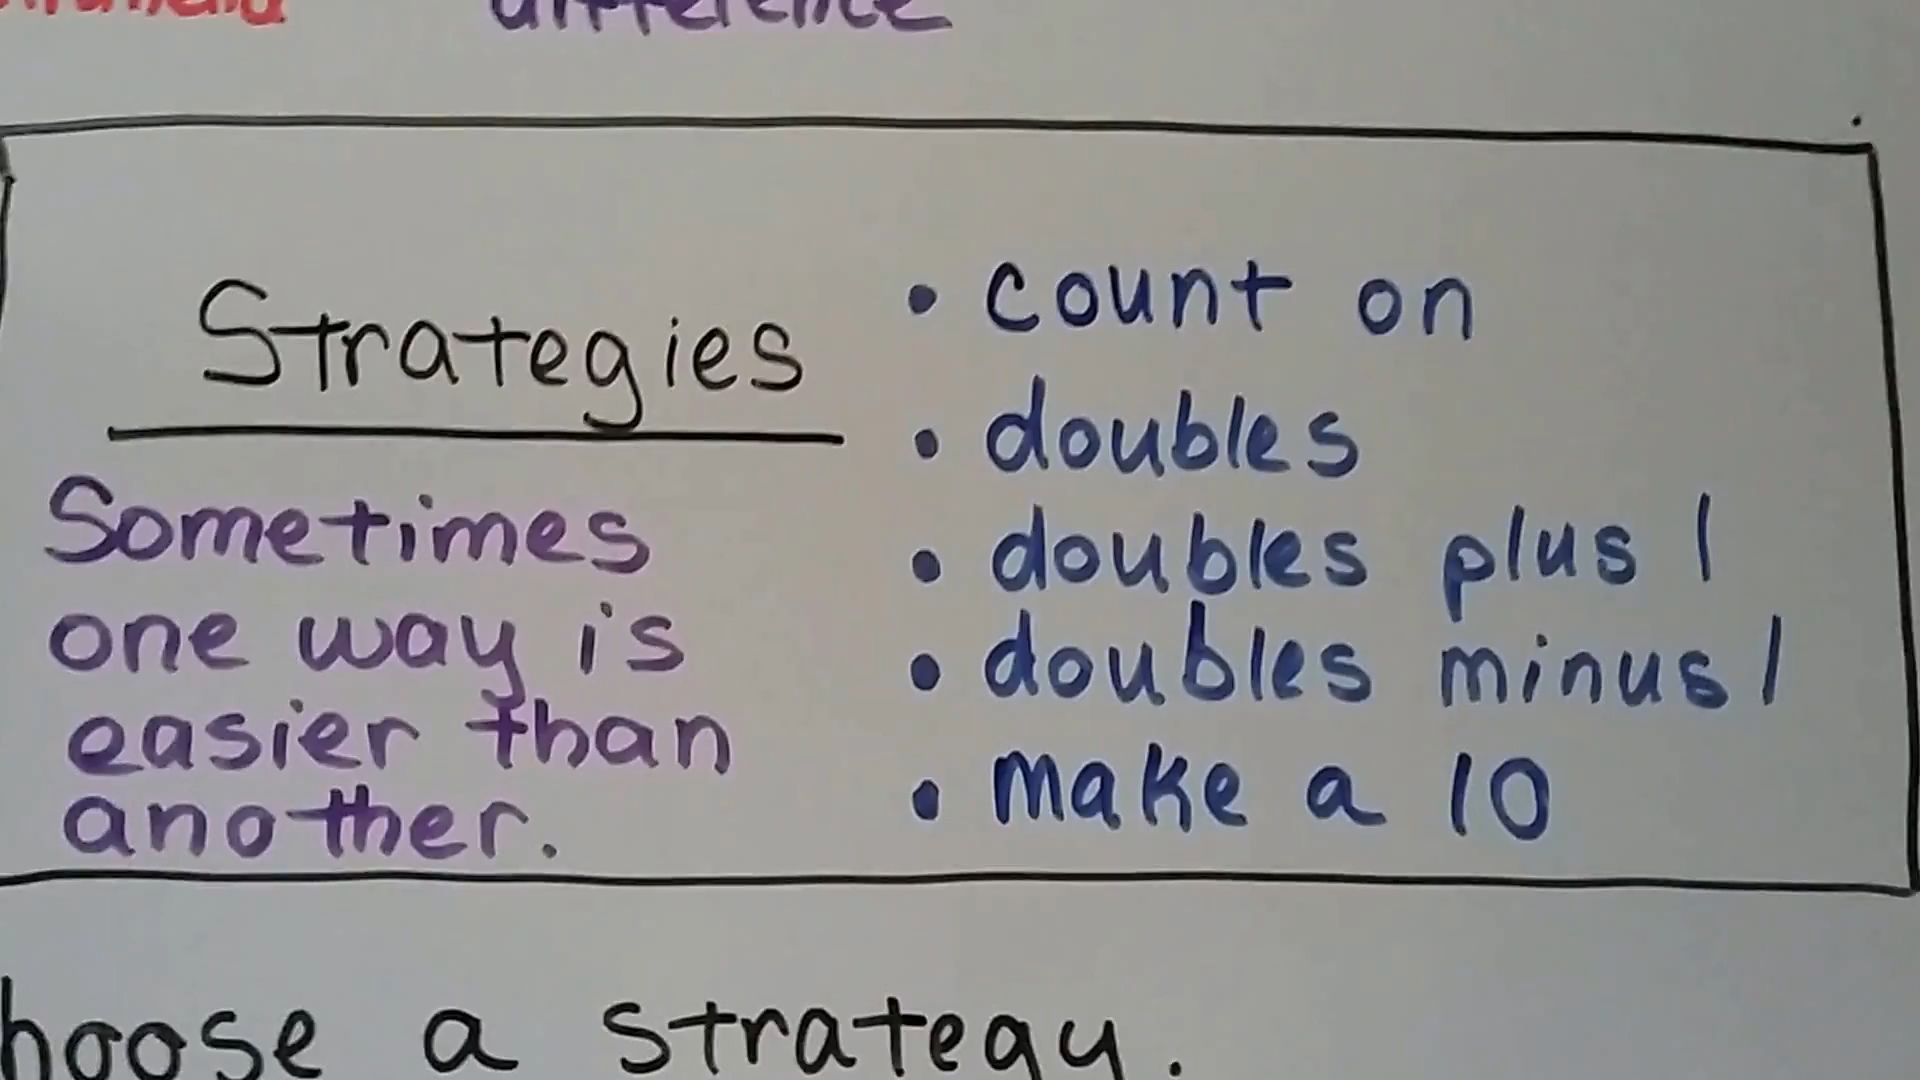 difference
Strategies
Sometimes
one way is
easier than
another.
• count on
• doubles
• doubles plus 1
• doubles minus 1
• make a 10
hoose a strategy.